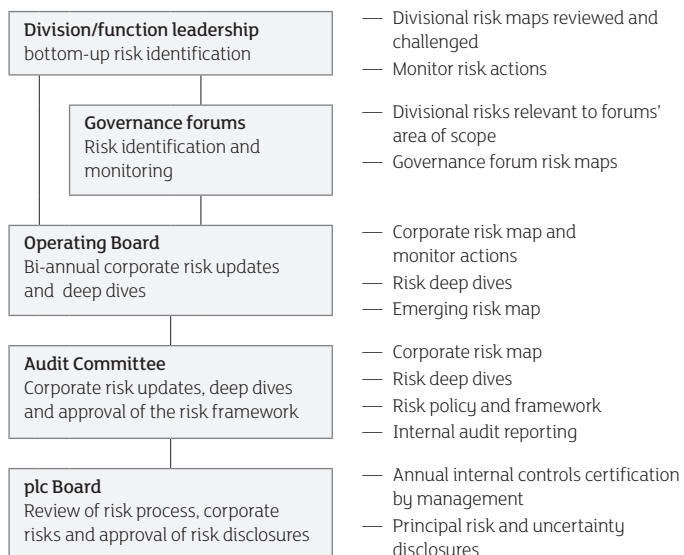 Division/function leadership
bottom-up risk identification
— Divisional risk maps reviewed and
challenged
— Monitor risk actions
Governance forums
Risk identification and
monitoring
— Divisional risks relevant to forums’
area of scope
— Governance forum risk maps
Operating Board
Bi-annual corporate risk updates
and deep dives
— Corporate risk map and
monitor actions
— Risk deep dives
— Emerging risk map
Audit Committee
Corporate risk updates, deep dives
and approval of the risk framework
— Corporate risk map
— Risk deep dives
— Risk policy and framework
— Internal audit reporting
plc Board
Review of risk process, corporate
risks and approval of risk disclosures
— Annual internal controls certification
by management
— Principal risk and uncertainty
disclosures